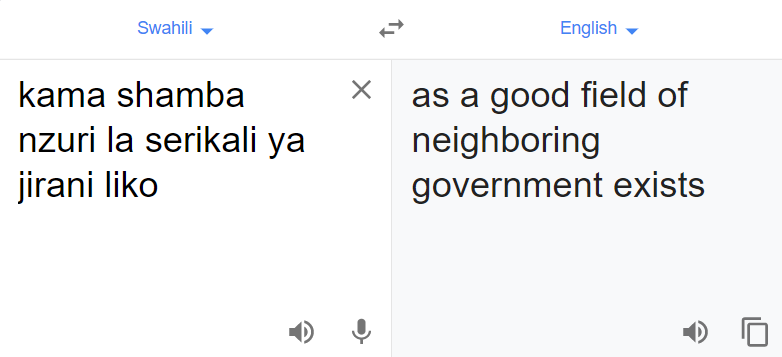 Swahili
English
kama shamba
nzuri la serikali ya
jirani liko
as a good field of
neighboring
government exists